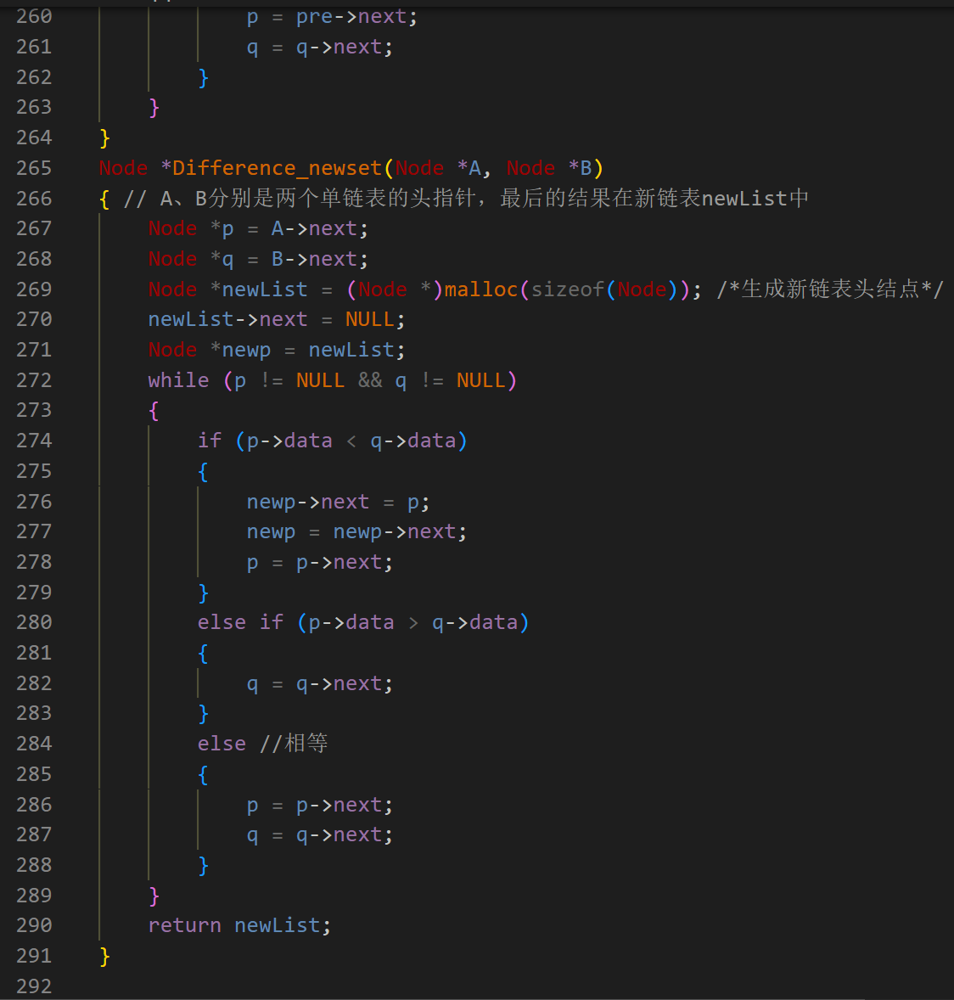 260 p = pre->next;
261 q = q->next;
262 }
263 }
264 }
265 Node *Difference_newset(Node *A, Node *B)
266 { // A、B分别是两个单链表的头指针，最后的结果在新链表newList中
267 Node *p = A->next;
268 Node *q = B->next;
269 Node *newList = (Node *)malloc(sizeof(Node)); /*生成新链表头结点*/
270 newList->next = NULL;
271 Node *newp = newList;
272 while (p != NULL && q != NULL)
273 {
274 if (p->data < q->data)
275 {
276 newp->next = p;
277 newp = newp->next;
278 p = p->next;
279 }
280 else if (p->data > q->data)
281 {
282 q = q->next;
283 }
284 else //相等
285 {
286 p = p->next;
287 q = q->next;
288 }
289 }
290 return newList;
291 }
292